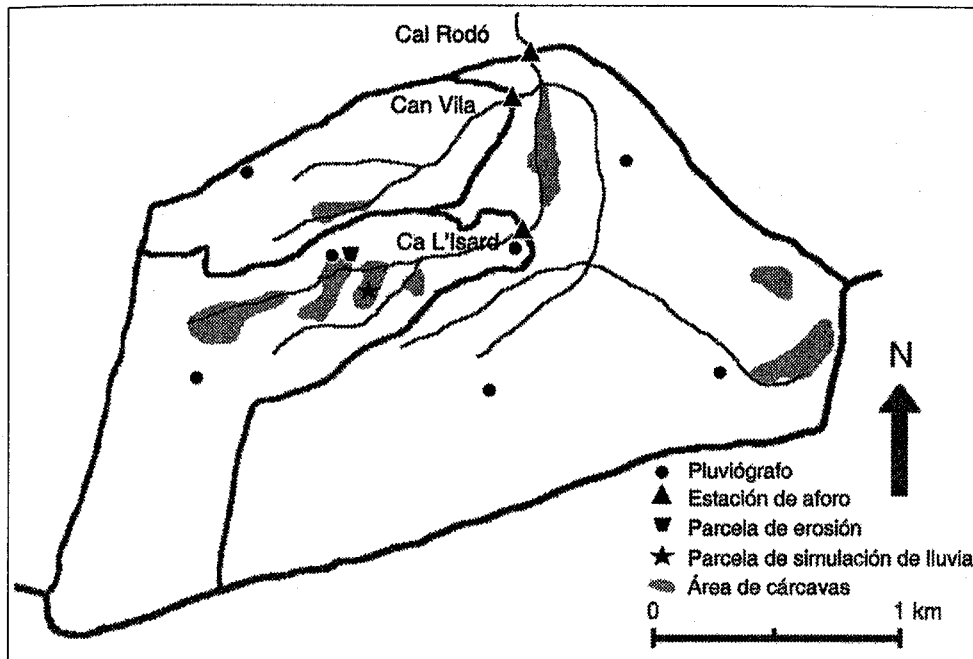 Cal Rodó
Can Vila
Ca L'Isard
N
Pluviógrafo
Estación de aforo
Parcela de erosión
Parcela de simulación de lluvia
Área de cárcavas
0 1 km